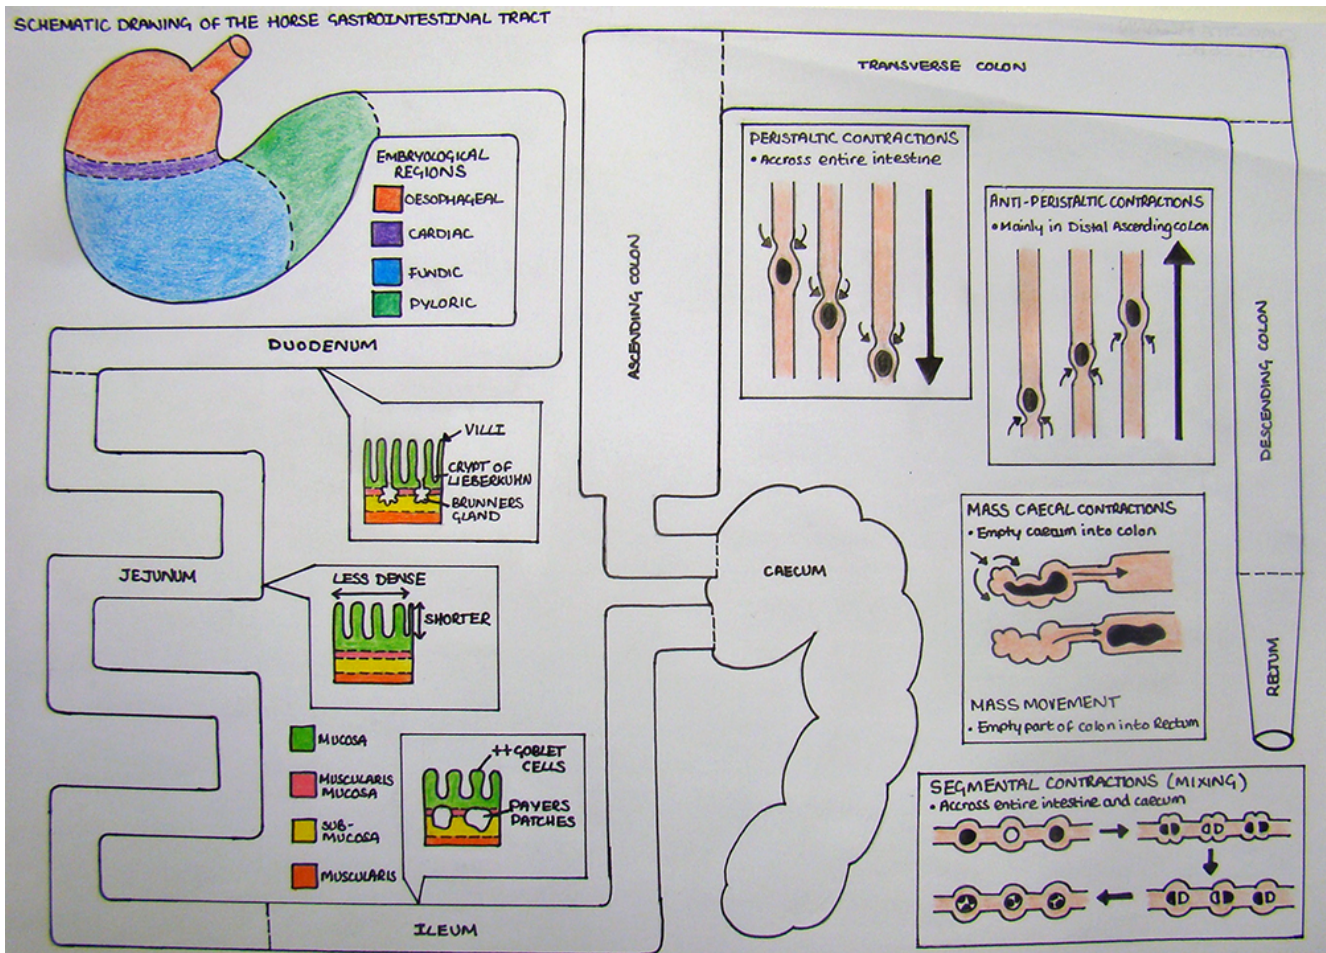 SCHEMATIC DRAWING OF THE HORSE GASTROINTESTINAL TRACT
EMBRYOLOGICAL
REGIONS
OESOPHAGEAL
CARDIAC
FUNDIC
PYLORIC
DUODENUM
VILLI
CRYPT OF
LIEBERKUHN
BRUNNERS
GLAND
JEJUNUM
LESS DENSE
SHORTER
MUCOSA
MUSCULARIS
MUCOSA
SUB-
MUCOSA
MUSCULARIS
++GOBLET
CELLS
PAYERS
PATCHES
ILEUM
ASCENDING COLON
TRANSVERSE COLON
DESCENDING COLON
RECTUM
CAECUM
PERISTALTIC CONTRACTIONS
• Accross entire intestine
ANTI-PERISTALTIC CONTRACTIONS
• Mainly in Distal Ascending colon
MASS CAECAL CONTRACTIONS
• Empty caecum into colon
MASS MOVEMENT
• Empty part of colon into Rectum
SEGMENTAL CONTRACTIONS (MIXING)
• Accross entire intestine and caecum